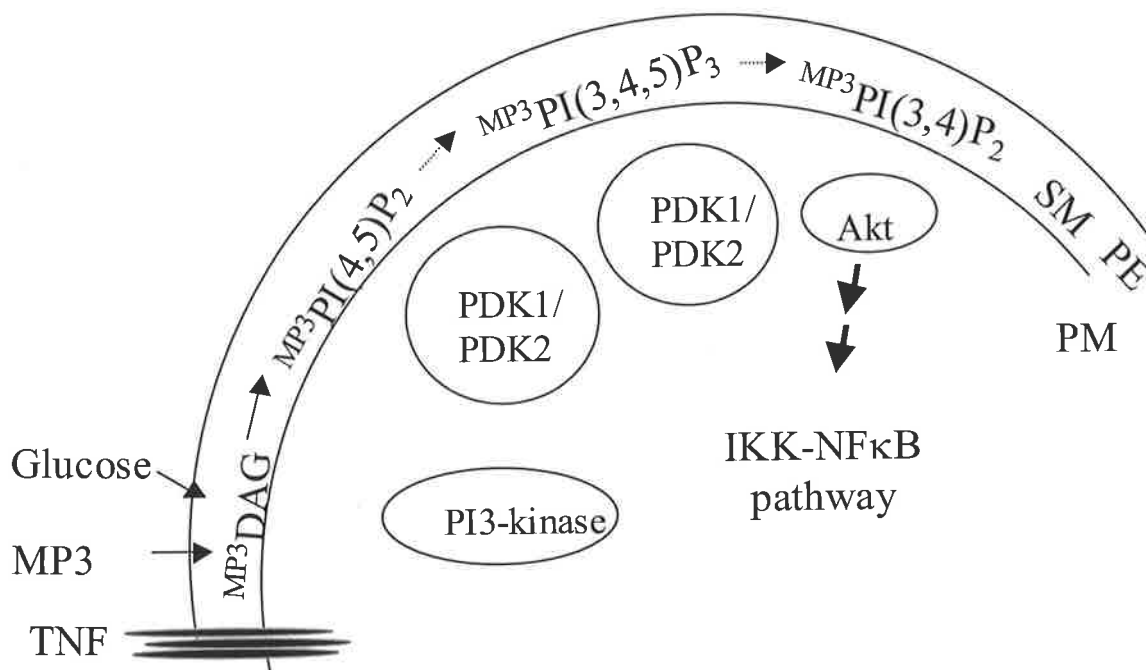 MP3PI(3,4,5)P3
MP3PI(3,4)P2
MP3PI(4,5)P2
PDK1/
PDK2
Akt
SM
PE
PDK1/
PDK2
PM
Glucose
MP3DAG
IKK-NFκB
pathway
PI3-kinase
MP3
TNF